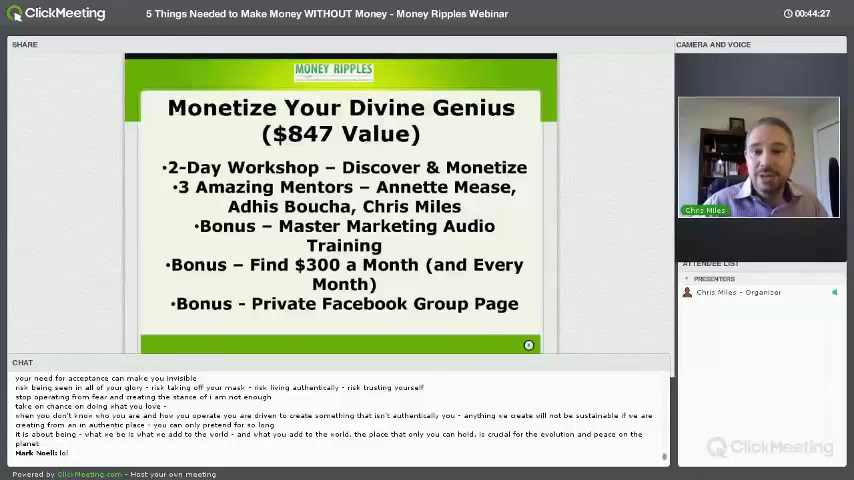 ClickMeeting
5 Things Needed to Make Money WITHOUT Money - Money Ripples Webinar
00:44:27
SHARE
MONEY RIPPLES
Monetize Your Divine Genius
($847 Value)
•2-Day Workshop – Discover & Monetize
•3 Amazing Mentors – Annette Mease,
Adhis Boucha, Chris Miles
•Bonus – Master Marketing Audio
Training
•Bonus – Find $300 a Month (and Every
Month)
•Bonus - Private Facebook Group Page
CAMERA AND VOICE
Chris Miles
ATTENDEE LIST
PRESENTERS
Chris Miles - Organizer
CHAT
your need for acceptance can make you invisible
risk being seen in all of your glory - risk taking off your mask - risk living authentically - risk trusting yourself
stop operating from fear and creating the stance of i am not enough
take on chance on doing what you love -
when you don't know who you are and how you operate you are driven to create something that isn't authentically you - anything we create will not be sustainable if we are
creating from an in authentic place - you can only pretend for so long
it is about being - what we be is what we add to the world - and what you add to the world, the place that only you can hold, is crucial for the evolution and peace on the
planet
Mark Noell: lol
ClickMeeting
Powered by ClickMeeting.com - Host your own meeting